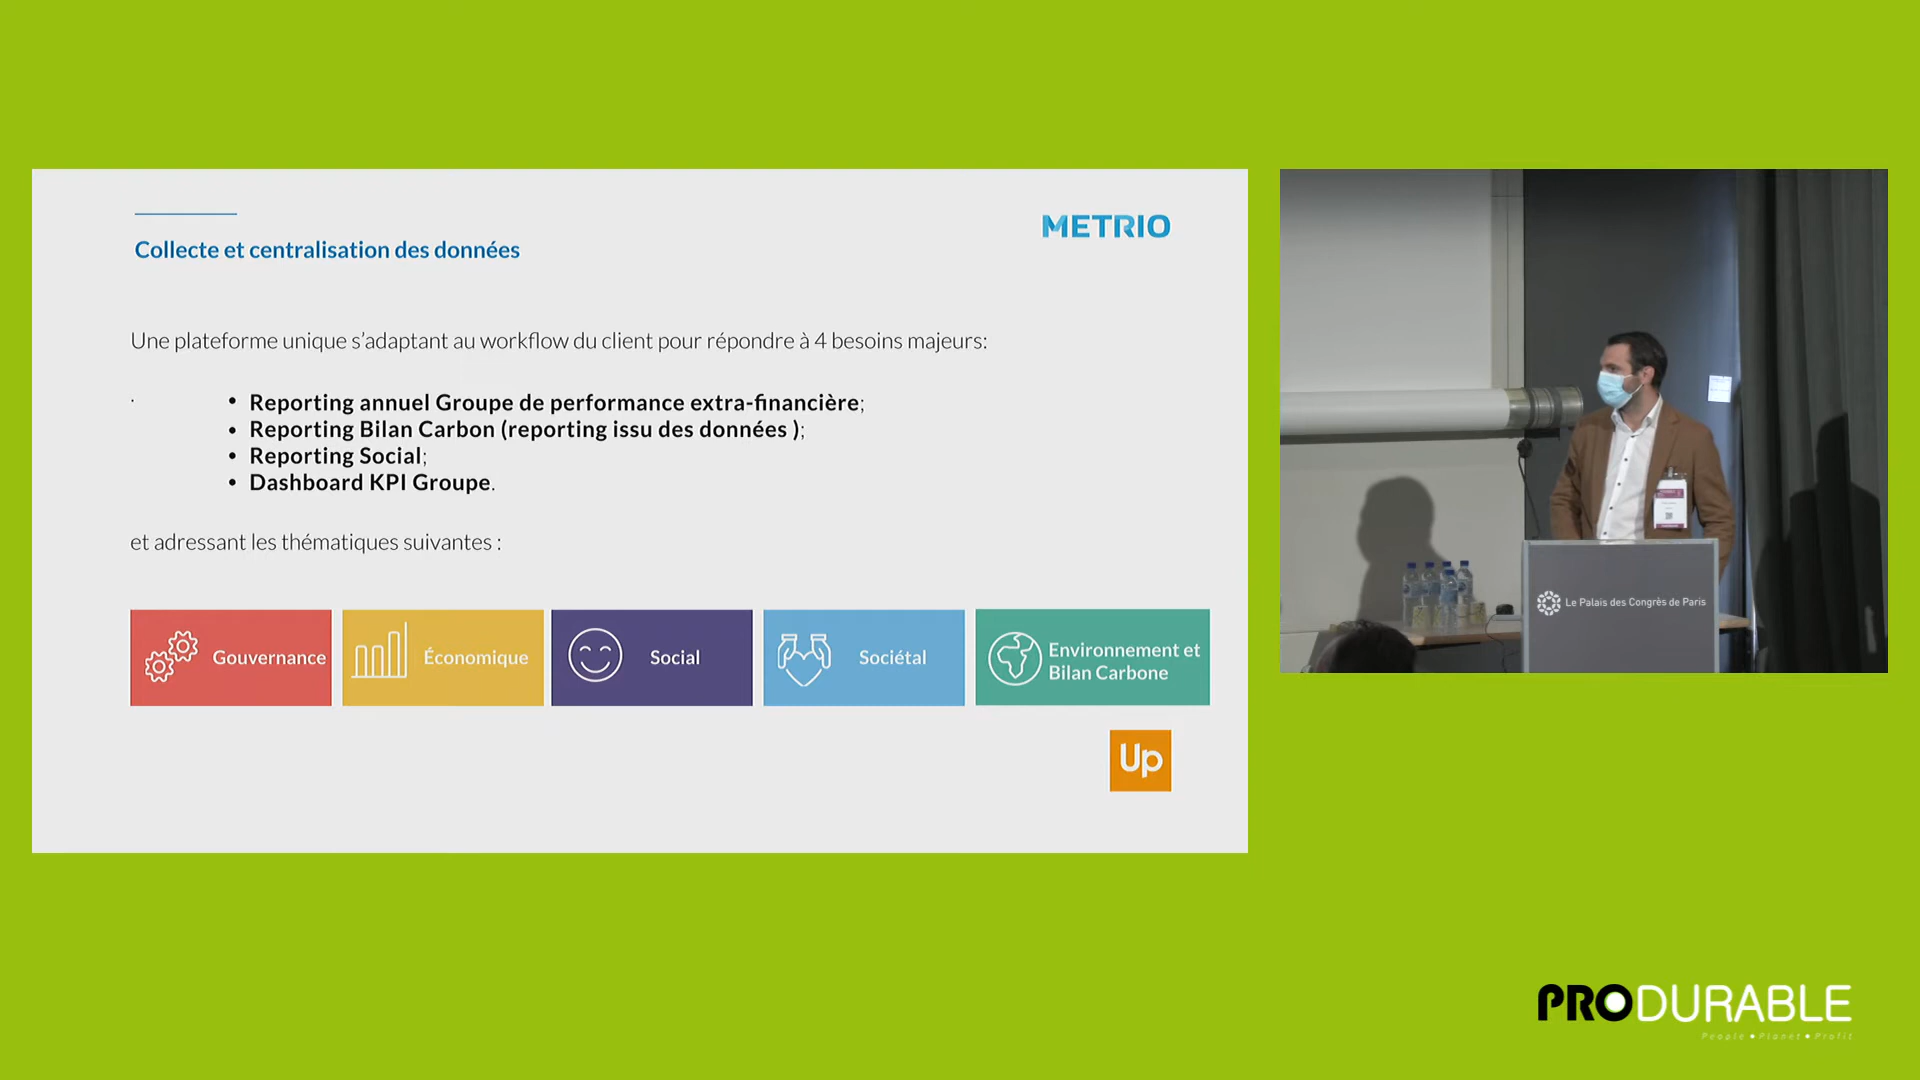 METRIO
Collecte et centralisation des données
Une plateforme unique s'adaptant au workflow du client pour répondre à 4 besoins majeurs:
.
• Reporting annuel Groupe de performance extra-financière;
• Reporting Bilan Carbon (reporting issu des données );
• Reporting Social;
• Dashboard KPI Groupe.
et adressant les thématiques suivantes :
Gouvernance
Économique
Social
Sociétal
Environnement et
Bilan Carbone
Up
Le Palais des Congrès de Paris
PRODURABLE
People • Planet • Profit